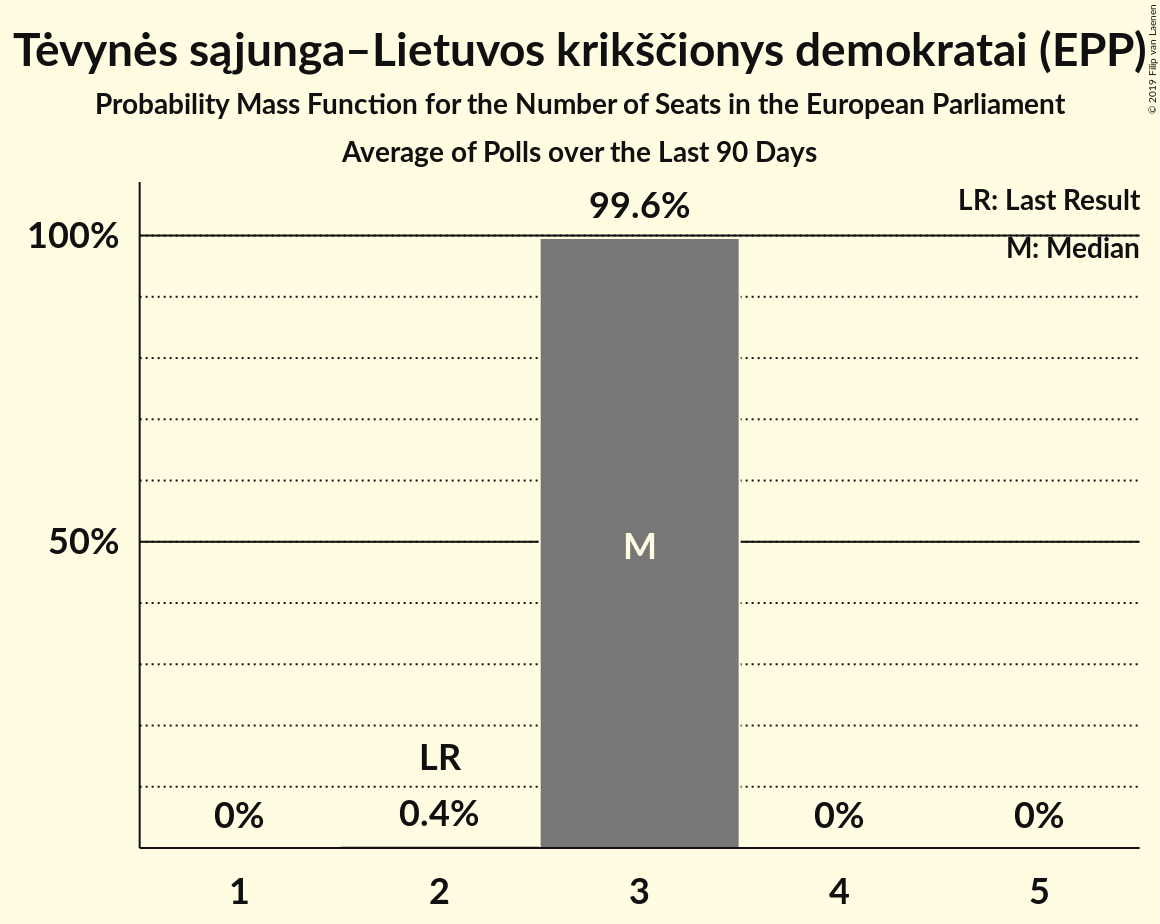 Tėvynės sąjunga–Lietuvos krikščionys demokratai (EPP)
Probability Mass Function for the Number of Seats in the European Parliament
Average of Polls over the Last 90 Days
© 2019 Filip van Laenen
LR: Last Result
M: Median
99.6%
100%
50%
M
LR
0%
0.4%
0%
0%
1
2
3
4
5